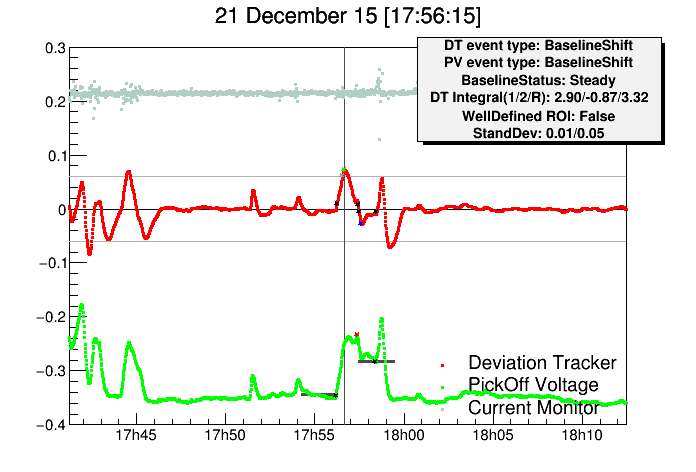 21 December 15 [17:56:15]
DT event type: BaselineShift
PV event type: BaselineShift
BaselineStatus: Steady
DT Integral(1/2/R): 2.90/-0.87/3.32
WellDefined ROI: False
StandDev: 0.01/0.05
0.3
0.2
0.1
0
−0.1
−0.2
−0.3
−0.4
Deviation Tracker
PickOff Voltage
Current Monitor
17h45 17h50 17h55 18h00 18h05 18h10